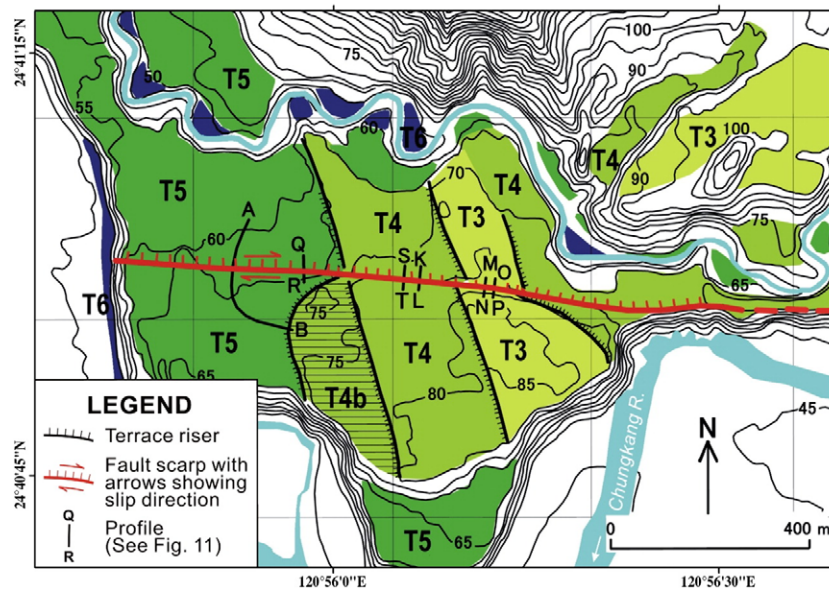 24°41'15"N
75
100
90
50
T5
55
60
T6
T3
100
T4
90
T4
70
T5
T4
T3
75
A
60
Q
S K
M O
65
T6
R
75
T L
N P
B
T5
75
T4
T3
65
T4b
80
85
45
LEGEND
Terrace riser
Fault scarp with
arrows showing
slip direction
Q
Profile
(See Fig. 11)
R
24°40'45"N
T5
65
Chungkang R.
N
0 400 m
120°56'0"E
120°56'30"E